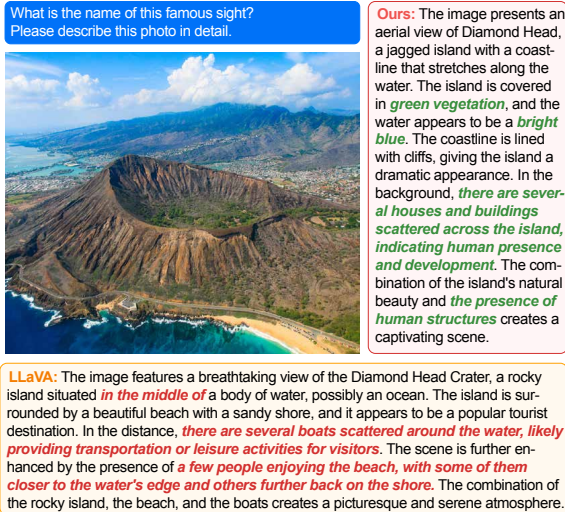 What is the name of this famous sight?
Please describe this photo in detail.
Ours: The image presents an
aerial view of Diamond Head,
a jagged island with a coast-
line that stretches along the
water. The island is covered
in green vegetation, and the
water appears to be a bright
blue. The coastline is lined
with cliffs, giving the island a
dramatic appearance. In the
background, there are sever-
al houses and buildings
scattered across the island,
indicating human presence
and development. The com-
bination of the island's natural
beauty and the presence of
human structures creates a
captivating scene.
LLaVA: The image features a breathtaking view of the Diamond Head Crater, a rocky
island situated in the middle of a body of water, possibly an ocean. The island is sur-
rounded by a beautiful beach with a sandy shore, and it appears to be a popular tourist
destination. In the distance, there are several boats scattered around the water, likely
providing transportation or leisure activities for visitors. The scene is further en-
hanced by the presence of a few people enjoying the beach, with some of them
closer to the water's edge and others further back on the shore. The combination of
the rocky island, the beach, and the boats creates a picturesque and serene atmosphere.